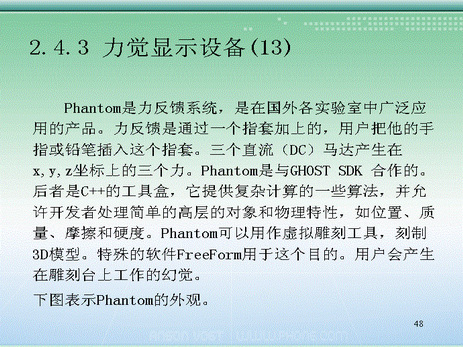 2.4.3 力觉显示设备(13)
Phantom是力反馈系统，是在国外各实验室中广泛应
用的产品。力反馈是通过一个指套加上的，用户把他的手
指或铅笔插入这个指套。三个直流（DC）马达产生在
x,y,z坐标上的三个力。Phantom是与GHOST SDK 合作的。
后者是C++的工具盒，它提供复杂计算的一些算法，并允
许开发者处理简单的高层的对象和物理特性，如位置、质
量、摩擦和硬度。Phantom可以用作虚拟雕刻工具，刻制
3D模型。特殊的软件FreeForm用于这个目的。用户会产生
在雕刻台上工作的幻觉。
下图表示Phantom的外观。
48